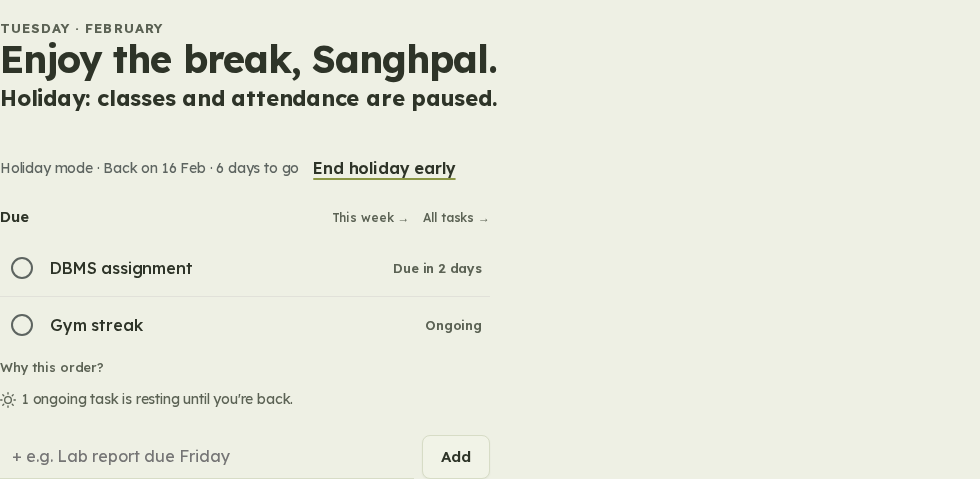 TUESDAY · FEBRUARY
Enjoy the break, Sanghpal.
Holiday: classes and attendance are paused.
Holiday mode · Back on 16 Feb · 6 days to go End holiday early
Due This week → All tasks →
DBMS assignment Due in 2 days
Gym streak Ongoing
Why this order?
1 ongoing task is resting until you're back.
+ e.g. Lab report due Friday Add